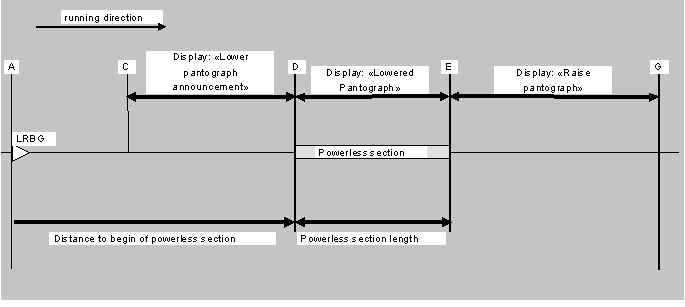 running direction
Display: «Lower
pantograph
announcement»
Display: «Lowered
Pantograph»
Display: «Raise
pantograph»
A
C
D
E
G
LRBG
Powerless section
Distance to begin of powerless section
Powerless section length